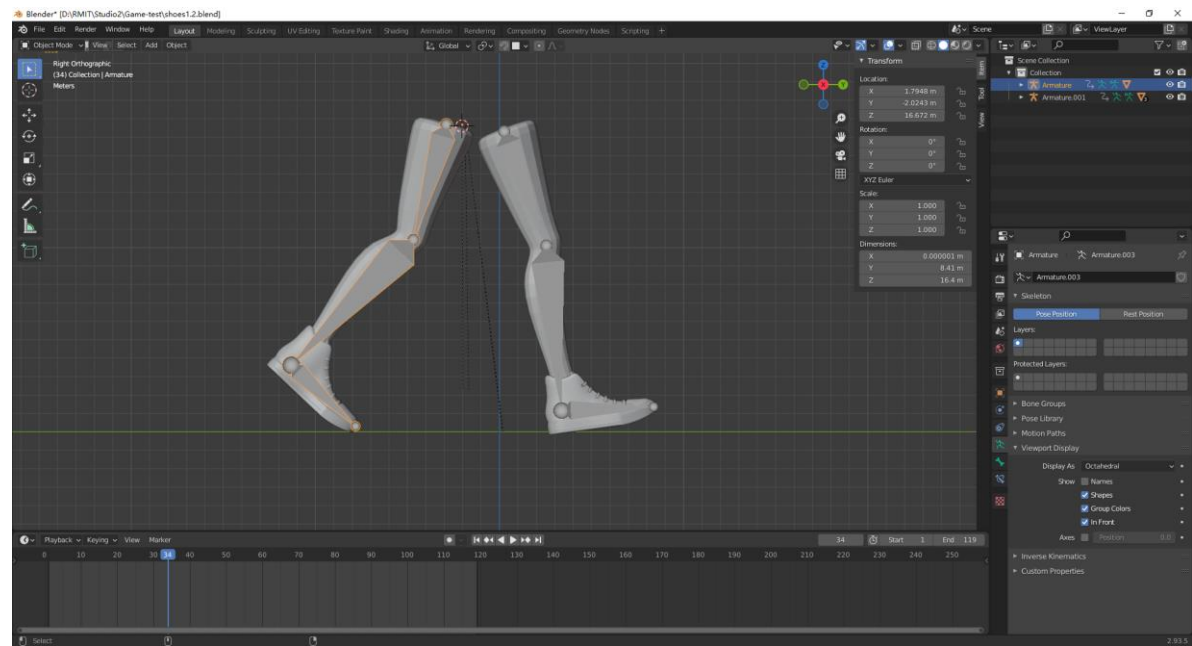 Blender* [D:\RMIT\Studio2\Game-test\shoes1.2.blend]
File Edit Render Window Help Layout Modeling Sculpting UV Editing Texture Paint Shading Animation Rendering Compositing Geometry Nodes Scripting + Scene ViewLayer
Object Mode View Select Add Object Global
Right Orthographic
(34) Collection | Armature
Meters
Z
X
Y
Transform
Location:
X 1.7948 m
Y -2.0243 m
Z 16.672 m
Rotation:
X 0°
Y 0°
Z 0°
XYZ Euler
Scale:
X 1.000
Y 1.000
Z 1.000
Dimensions:
X 0.000001 m
Y 8.41 m
Z 16.4 m
Item
Tool
View
Scene Collection
Collection
Armature
Armature.001
Armature Armature.003
Armature.003
Skeleton
Pose Position Rest Position
Layers:
Protected Layers:
Bone Groups
Pose Library
Motion Paths
Viewport Display
Display As Octahedral
Show Names
Shapes
Group Colors
In Front
Axes Position 0.0
Inverse Kinematics
Custom Properties
Playback Keying View Marker 34 Start 1 End 119
0 10 20 30 34 40 50 60 70 80 90 100 110 120 130 140 150 160 170 180 190 200 210 220 230 240 250
Select 2.93.5